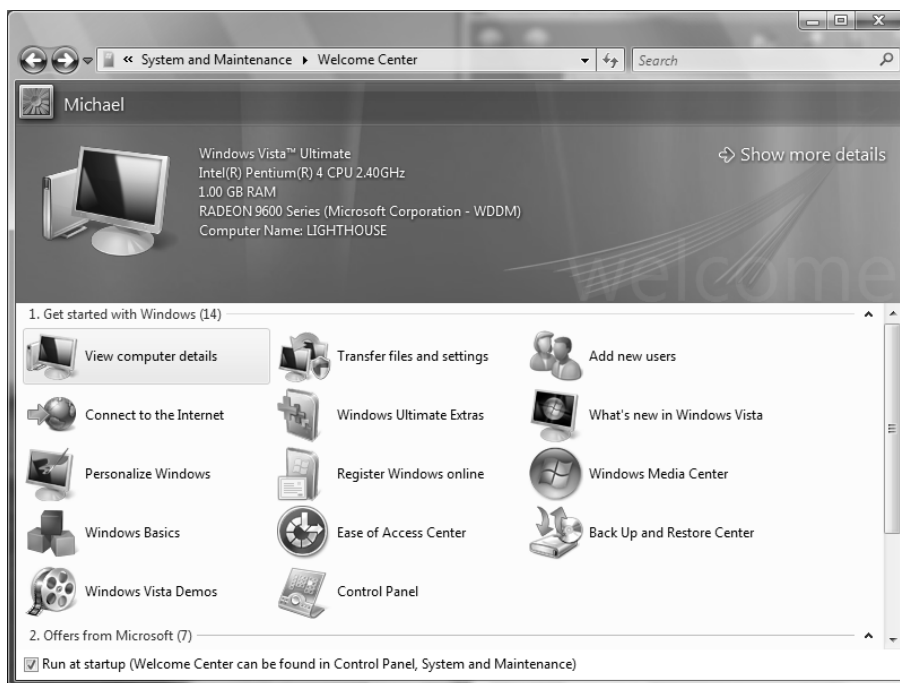 « System and Maintenance ▸ Welcome Center
Search
Michael
Windows Vista™ Ultimate
Intel(R) Pentium(R) 4 CPU 2.40GHz
1.00 GB RAM
RADEON 9600 Series (Microsoft Corporation - WDDM)
Computer Name: LIGHTHOUSE
Show more details
welcome
1. Get started with Windows (14)
View computer details
Transfer files and settings
Add new users
Connect to the Internet
Windows Ultimate Extras
What's new in Windows Vista
Personalize Windows
Register Windows online
Windows Media Center
Windows Basics
Ease of Access Center
Back Up and Restore Center
Windows Vista Demos
Control Panel
2. Offers from Microsoft (7)
Run at startup (Welcome Center can be found in Control Panel, System and Maintenance)